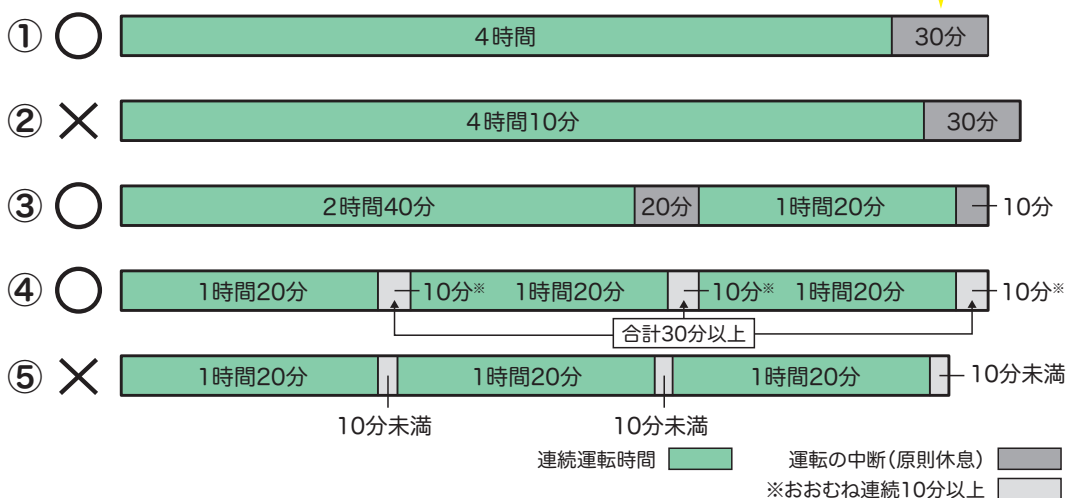 ① ○ 4時間 30分
② × 4時間10分 30分
③ ○ 2時間40分 20分 1時間20分 10分
④ ○ 1時間20分 10分※ 1時間20分 10分※ 1時間20分 10分※
合計30分以上
⑤ × 1時間20分 1時間20分 1時間20分 10分未満
10分未満 10分未満
連続運転時間 運転の中断(原則休息)
※おおむね連続10分以上